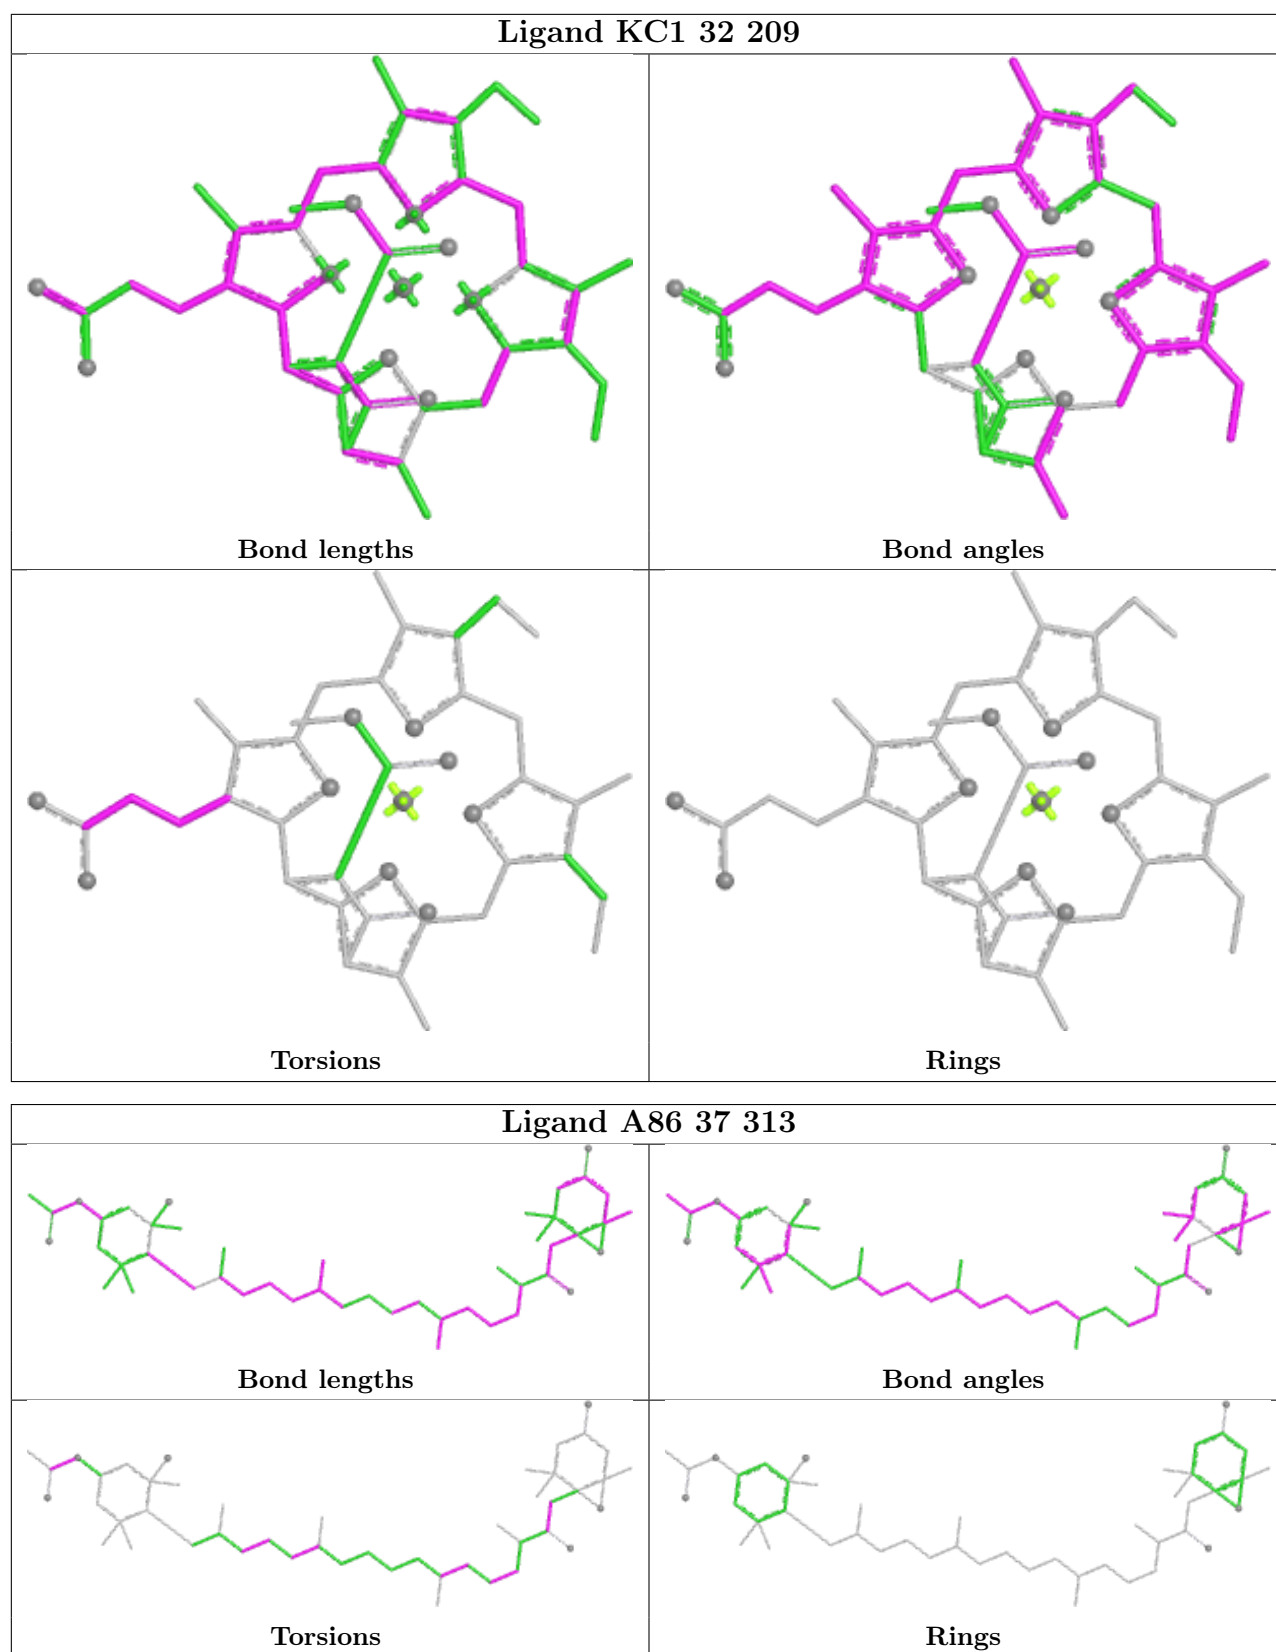 Ligand KC1 32 209
Bond lengths
Bond angles
Torsions
Rings
Ligand A86 37 313
Bond lengths
Bond angles
Torsions
Rings